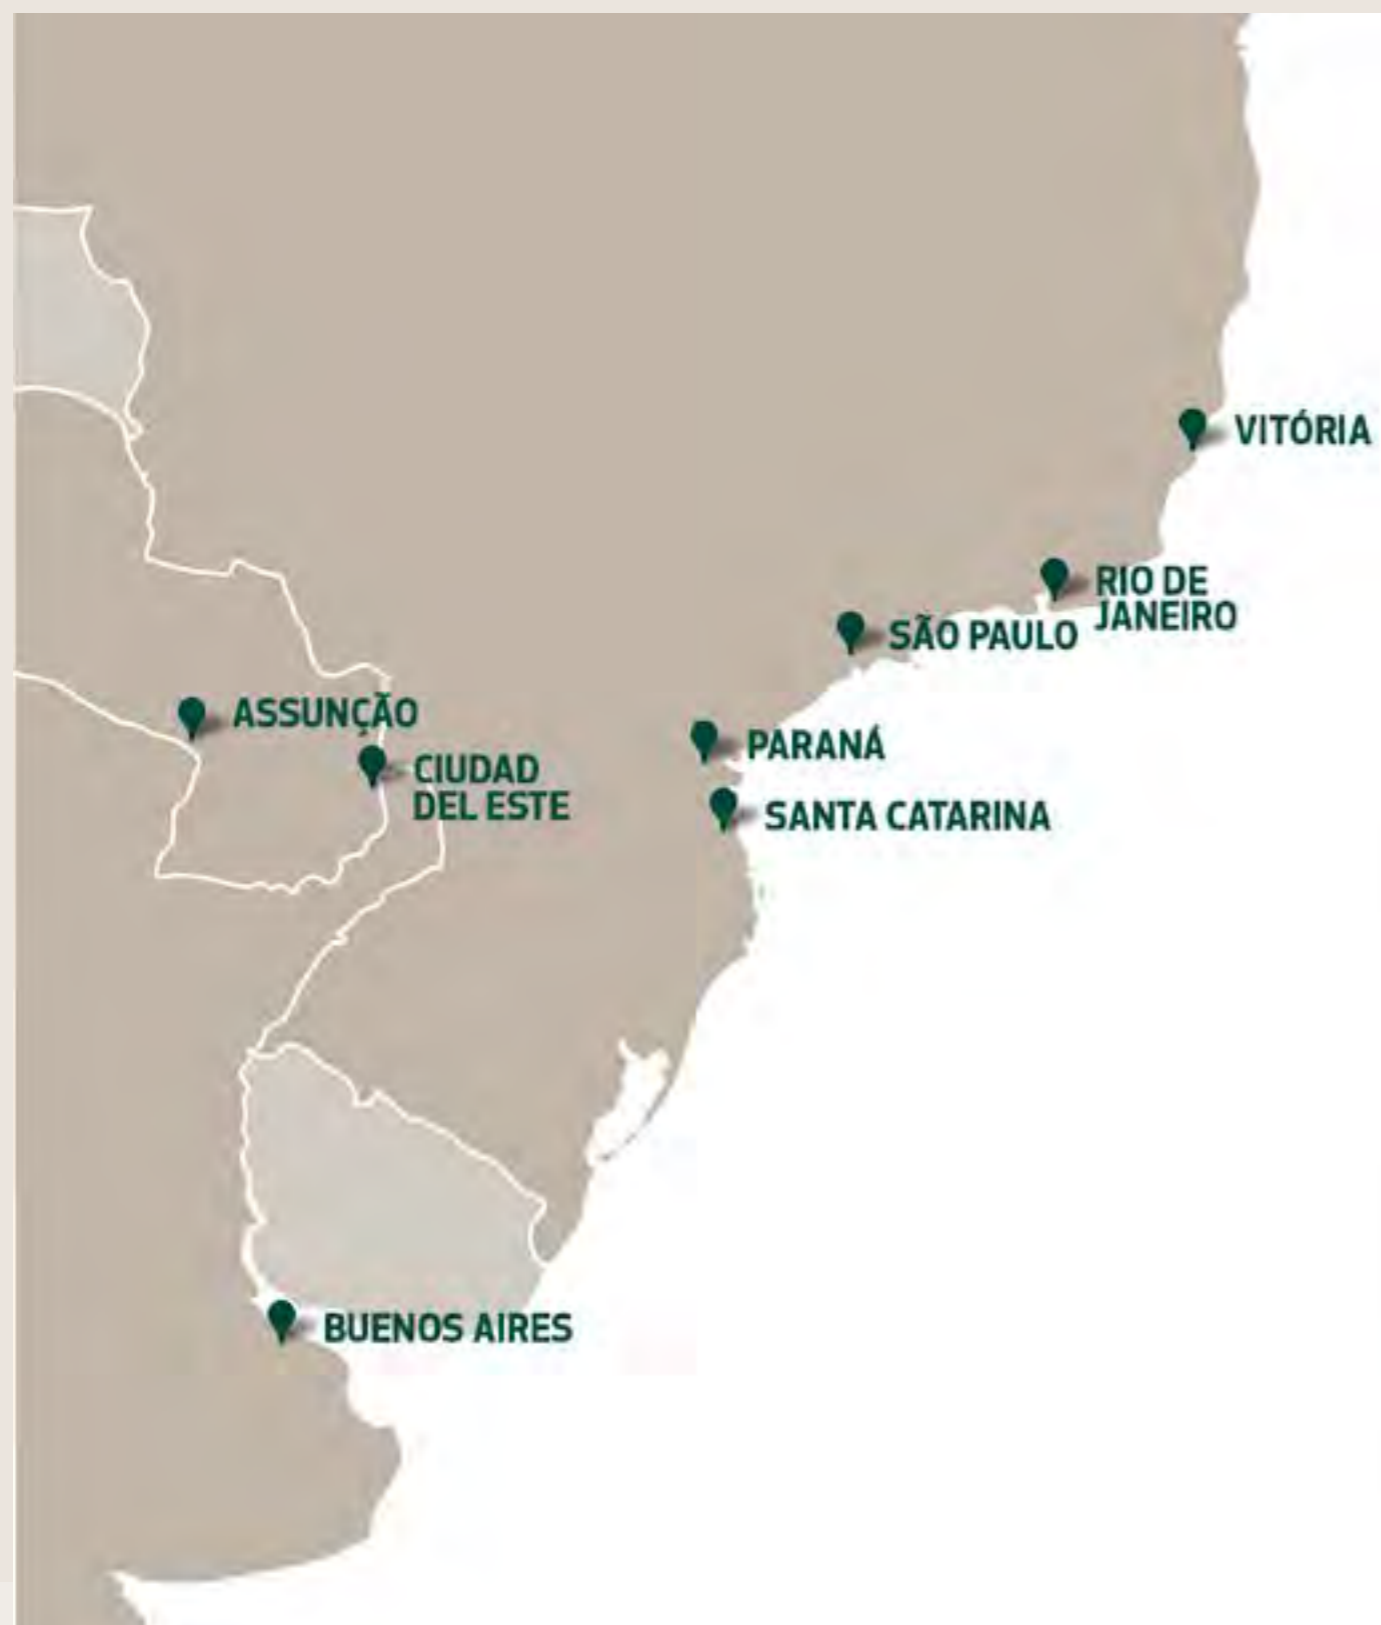 VITÓRIA
RIO DE
JANEIRO
SÃO PAULO
ASSUNÇÃO
PARANÁ
CIUDAD
DEL ESTE
SANTA CATARINA
BUENOS AIRES